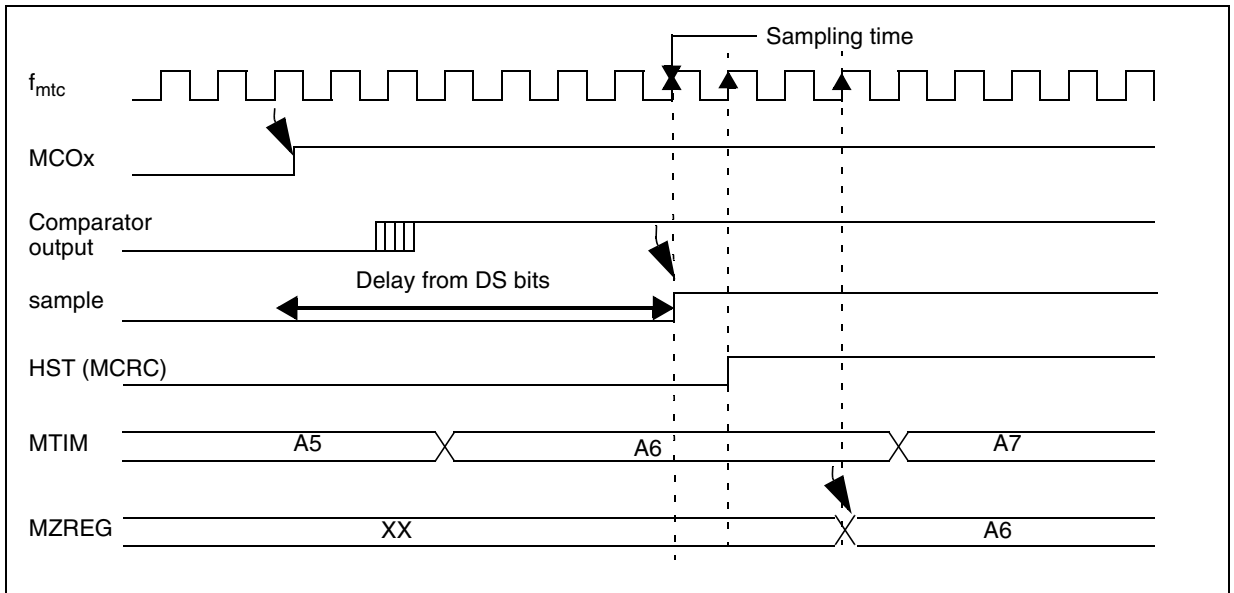 Sampling time
fmtc
MCOx
Comparator
output
Delay from DS bits
sample
HST (MCRC)
MTIM
A5
A6
A7
MZREG
XX
A6